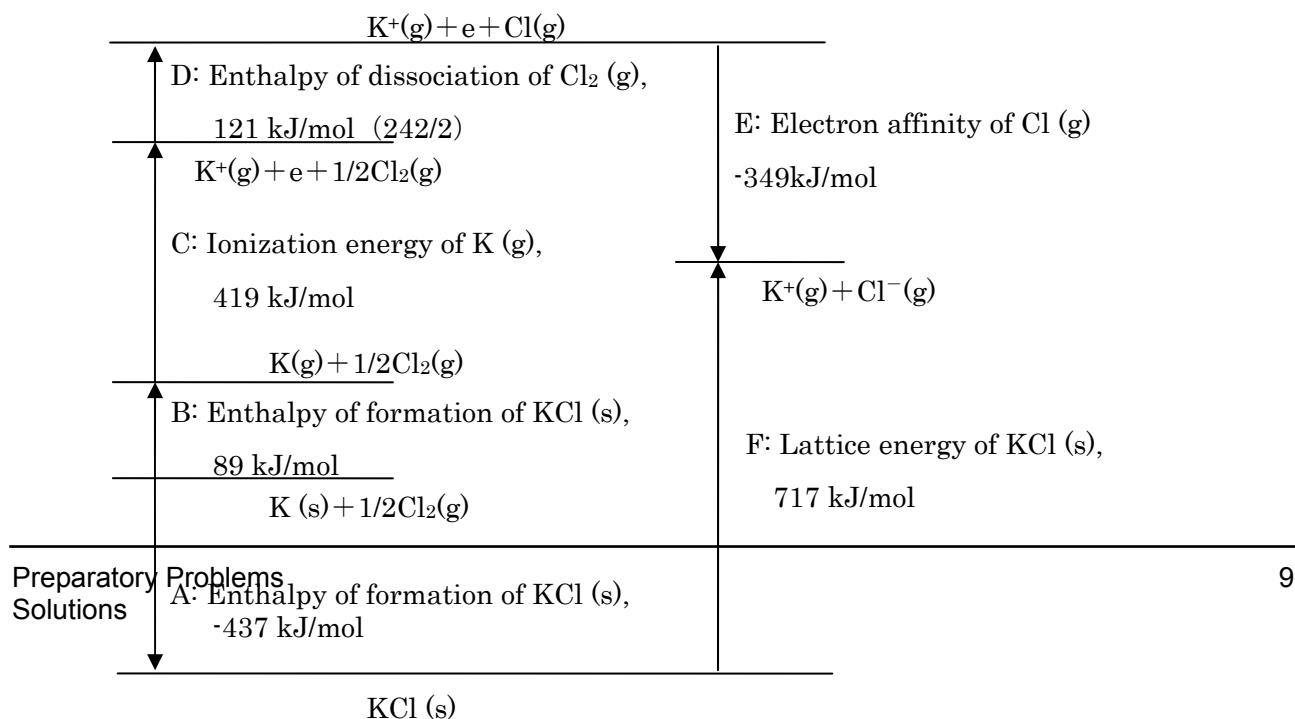 K⁺(g)＋e＋Cl(g)
D: Enthalpy of dissociation of Cl₂ (g),
121 kJ/mol（242/2）
K⁺(g)＋e＋1/2Cl₂(g)
C: Ionization energy of K (g),
419 kJ/mol
K(g)＋1/2Cl₂(g)
B: Enthalpy of formation of KCl (s),
89 kJ/mol
K (s)＋1/2Cl₂(g)
E: Electron affinity of Cl (g)
-349kJ/mol
K⁺(g)＋Cl⁻(g)
F: Lattice energy of KCl (s),
717 kJ/mol
Preparatory Problems
Solutions
9
A: Enthalpy of formation of KCl (s),
-437 kJ/mol
KCl (s)